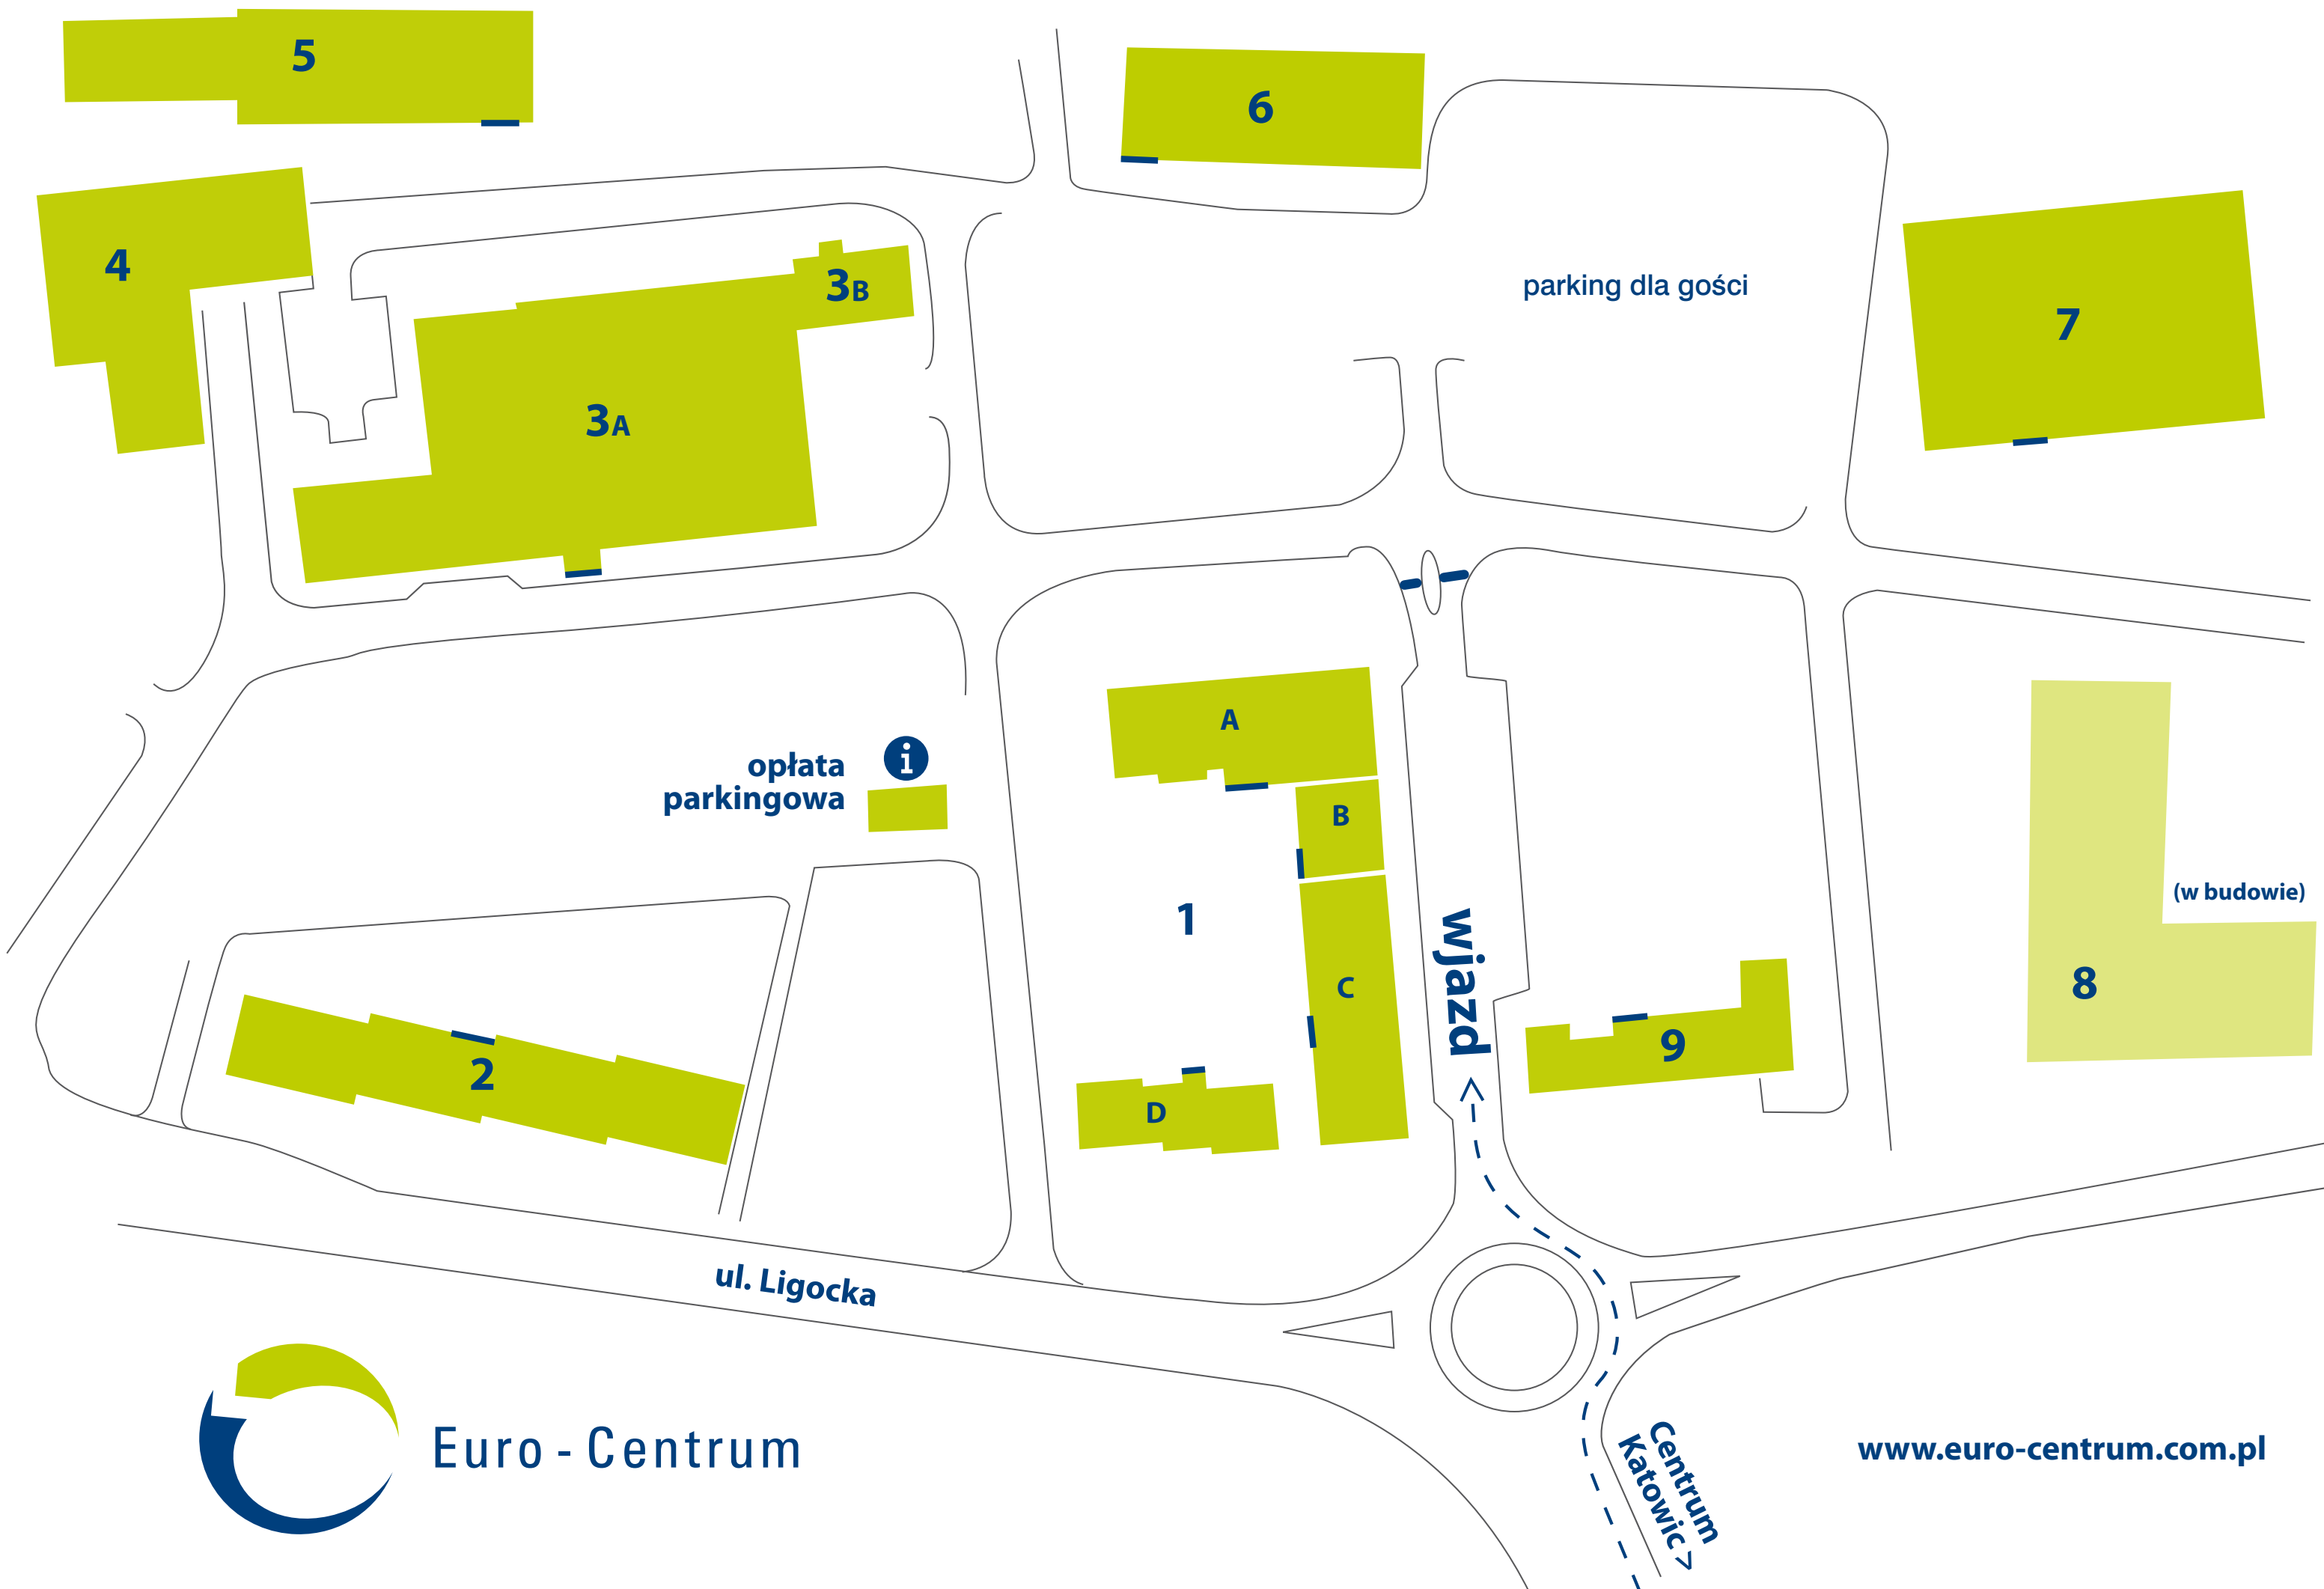 5
6
4
3B
parking dla gości
7
3A
A
opłata
parkingowa
i
B
(w budowie)
1
wjazd
C
8
9
2
D
ul. Ligocka
Euro-Centrum
Centrum
Katowic >
www.euro-centrum.com.pl